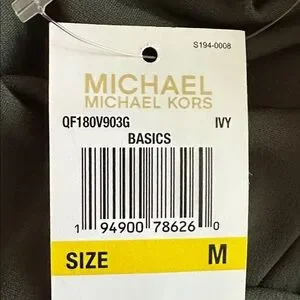 S194-0008
MICHAEL
MICHAEL KORS
QF180V903G IVY
BASICS
1 94900 78626 0
SIZE M